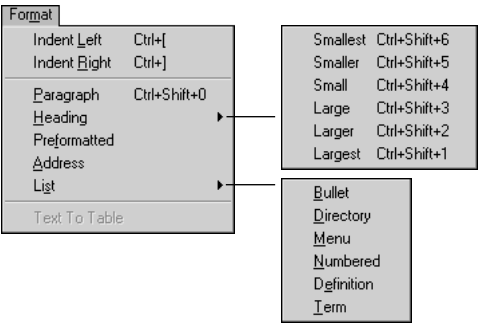 Format
Indent Left Ctrl+[
Indent Right Ctrl+]
Paragraph Ctrl+Shift+0
Heading
Preformatted
Address
List
Text To Table
Smallest Ctrl+Shift+6
Smaller Ctrl+Shift+5
Small Ctrl+Shift+4
Large Ctrl+Shift+3
Larger Ctrl+Shift+2
Largest Ctrl+Shift+1
Bullet
Directory
Menu
Numbered
Definition
Term